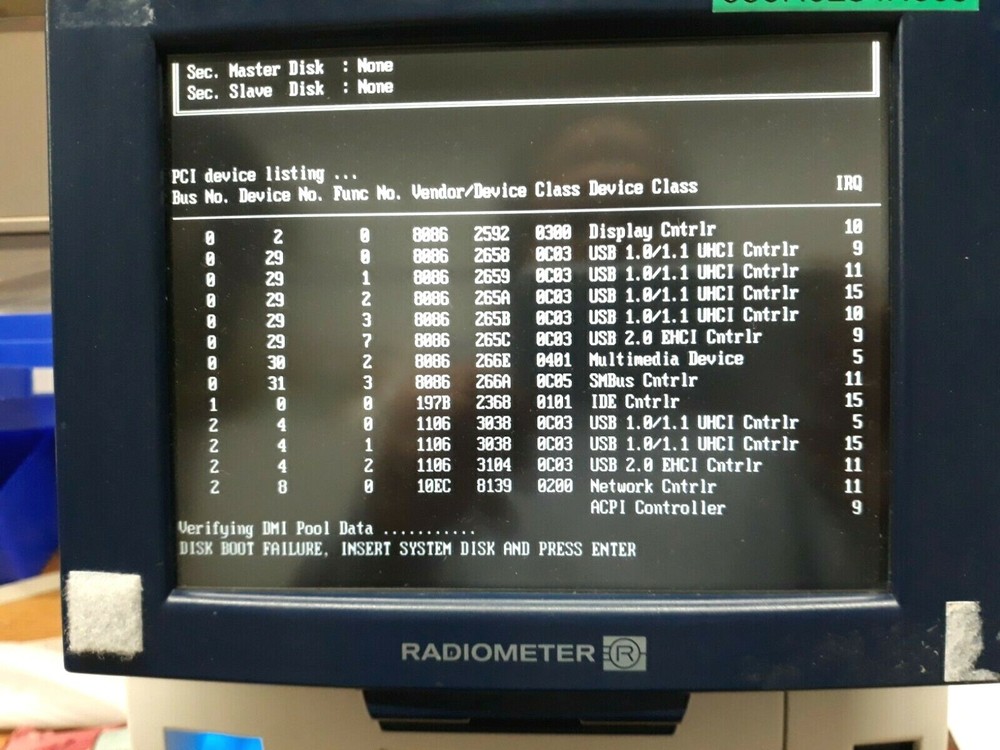 Sec. Master Disk : None
Sec. Slave Disk : None
PCI device listing ...
Bus No. Device No. Func No. Vendor/Device Class Device Class IRQ
0 2 0 8086 2592 0300 Display Cntrlr 10
0 29 0 8086 2658 0C03 USB 1.0/1.1 UHCI Cntrlr 9
0 29 1 8086 2659 0C03 USB 1.0/1.1 UHCI Cntrlr 11
0 29 2 8086 265A 0C03 USB 1.0/1.1 UHCI Cntrlr 15
0 29 3 8086 265B 0C03 USB 1.0/1.1 UHCI Cntrlr 10
0 29 7 8086 265C 0C03 USB 2.0 EHCI Cntrlr 9
0 30 2 8086 266E 0401 Multimedia Device 5
0 31 3 8086 266A 0C05 SMBus Cntrlr 11
1 0 0 197B 2368 0101 IDE Cntrlr 15
2 4 0 1106 3038 0C03 USB 1.0/1.1 UHCI Cntrlr 5
2 4 1 1106 3038 0C03 USB 1.0/1.1 UHCI Cntrlr 15
2 4 2 1106 3104 0C03 USB 2.0 EHCI Cntrlr 11
2 8 0 10EC 8139 0200 Network Cntrlr 11
ACPI Controller 9
Verifying DMI Pool Data ...........
DISK BOOT FAILURE, INSERT SYSTEM DISK AND PRESS ENTER
RADIOMETER R